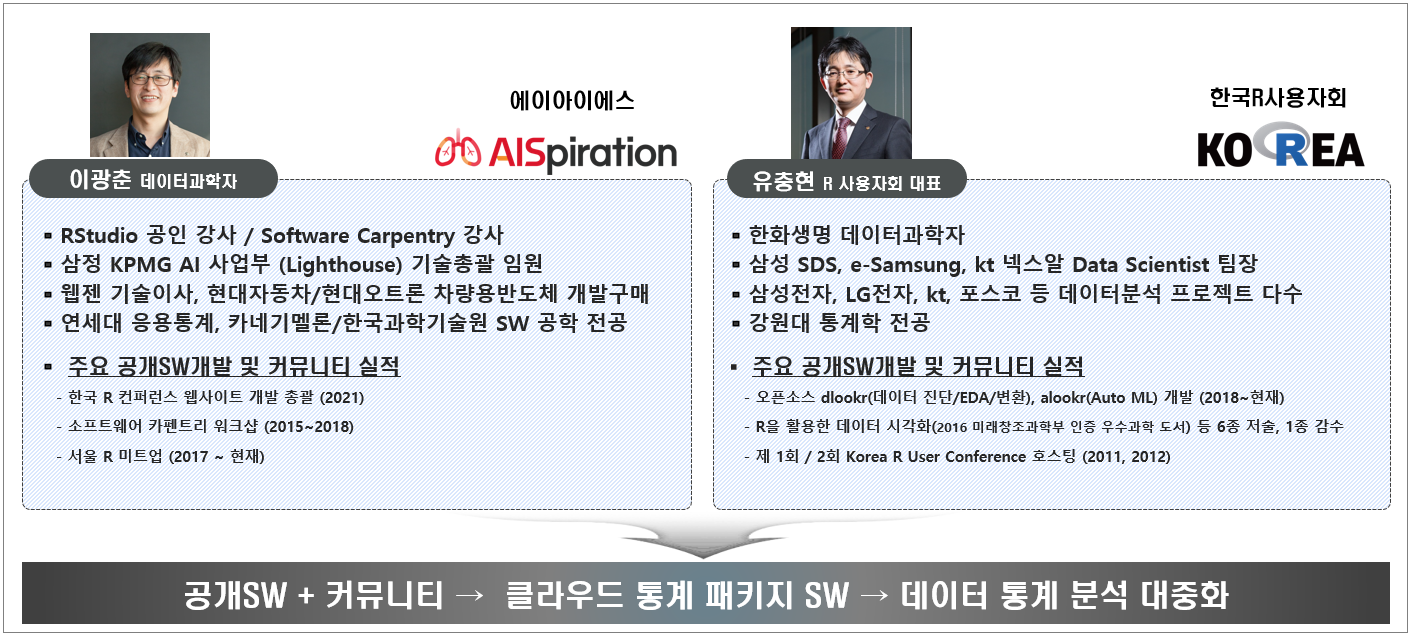 에이아이에스
AISpiration
이광춘 데이터과학자
▪ RStudio 공인 강사 / Software Carpentry 강사
▪ 삼정 KPMG AI 사업부 (Lighthouse) 기술총괄 임원
▪ 웹젠 기술이사, 현대자동차/현대오트론 차량용반도체 개발구매
▪ 연세대 응용통계, 카네기멜론/한국과학기술원 SW 공학 전공
▪ 주요 공개SW개발 및 커뮤니티 실적
- 한국 R 컨퍼런스 웹사이트 개발 총괄 (2021)
- 소프트웨어 카펜트리 워크샵 (2015~2018)
- 서울 R 미트업 (2017 ~ 현재)
한국R사용자회
KOREA
유충현 R 사용자회 대표
▪ 한화생명 데이터과학자
▪ 삼성 SDS, e-Samsung, kt 넥스알 Data Scientist 팀장
▪ 삼성전자, LG전자, kt, 포스코 등 데이터분석 프로젝트 다수
▪ 강원대 통계학 전공
▪ 주요 공개SW개발 및 커뮤니티 실적
- 오픈소스 dlookr(데이터 진단/EDA/변환), alookr(Auto ML) 개발 (2018~현재)
- R을 활용한 데이터 시각화(2016 미래창조과학부 인증 우수과학 도서) 등 6종 저술, 1종 감수
- 제 1회 / 2회 Korea R User Conference 호스팅 (2011, 2012)
공개SW + 커뮤니티 → 클라우드 통계 패키지 SW → 데이터 통계 분석 대중화